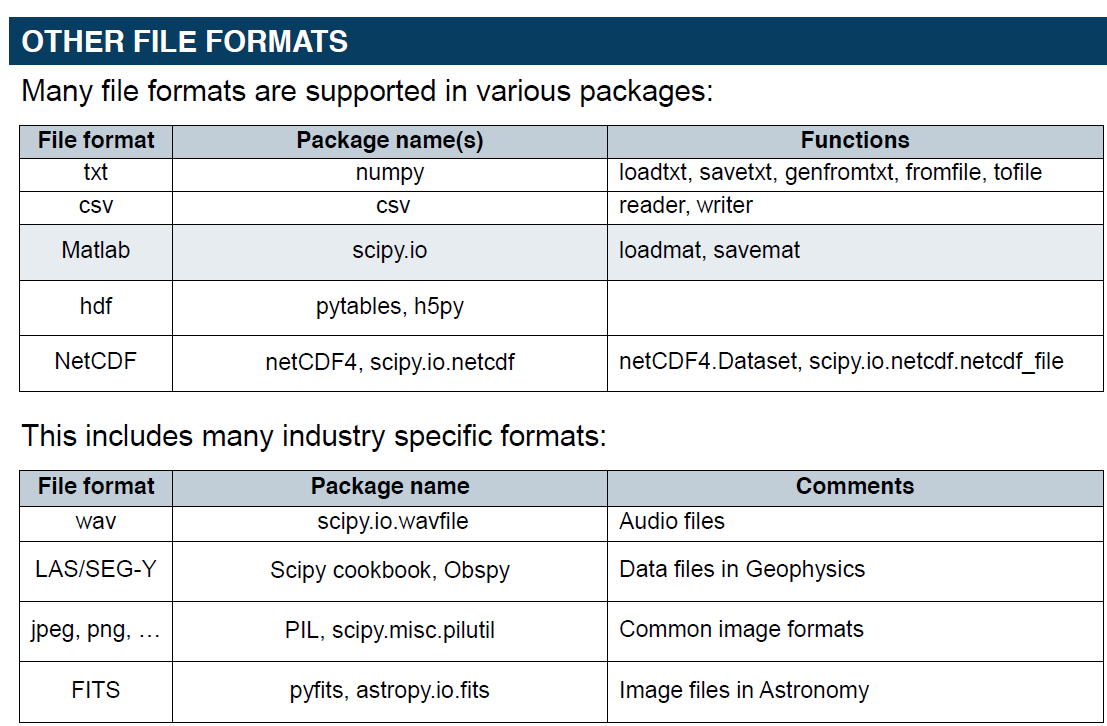 OTHER FILE FORMATS
Many file formats are supported in various packages:
File format Package name(s) Functions
txt numpy loadtxt, savetxt, genfromtxt, fromfile, tofile
csv csv reader, writer
Matlab scipy.io loadmat, savemat
hdf pytables, h5py
NetCDF netCDF4, scipy.io.netcdf netCDF4.Dataset, scipy.io.netcdf.netcdf_file
This includes many industry specific formats:
File format Package name Comments
wav scipy.io.wavfile Audio files
LAS/SEG-Y Scipy cookbook, Obspy Data files in Geophysics
jpeg, png, … PIL, scipy.misc.pilutil Common image formats
FITS pyfits, astropy.io.fits Image files in Astronomy